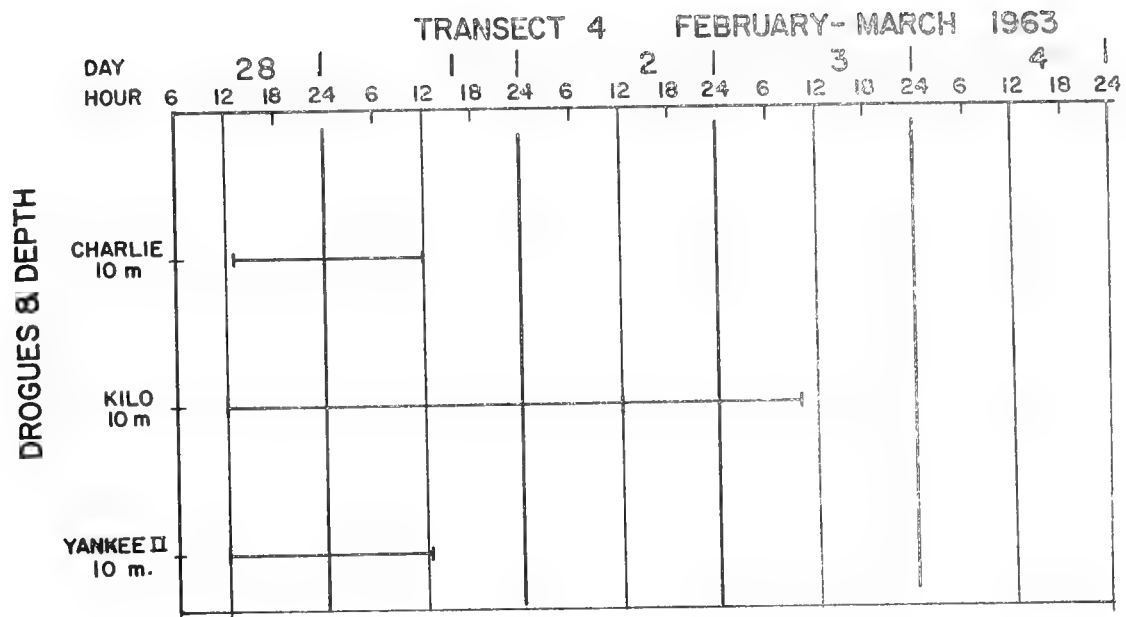 TRANSECT 4 FEBRUARY-MARCH 1963
DAY 28 | 1 | 2 | 3 | 4 |
HOUR 6 12 18 24 6 12 18 24 6 12 18 24 6 12 18 24 6 12 18 24
DROGUES & DEPTH
CHARLIE
10 m
KILO
10 m
YANKEE II
10 m.